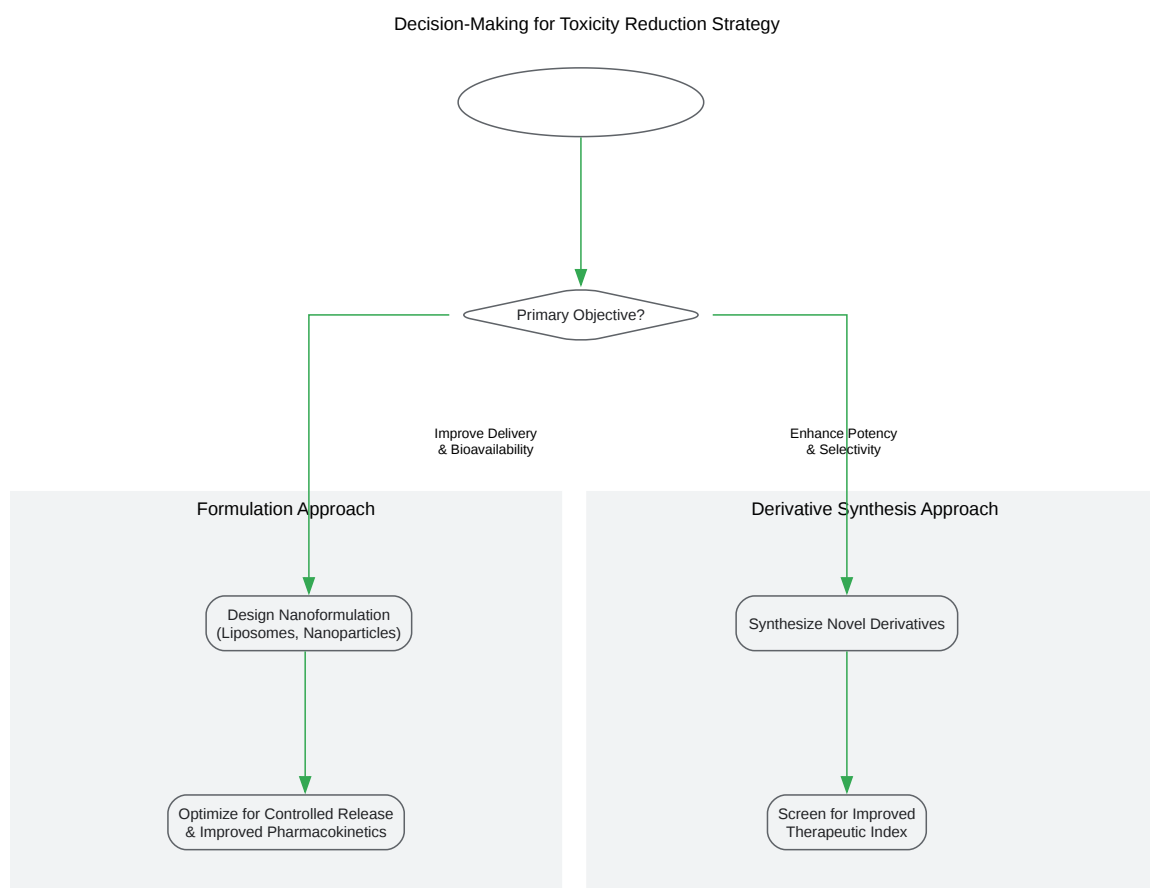 Decision-Making for Toxicity Reduction Strategy
Primary Objective?
Improve Delivery
& Bioavailability
Enhance Potency
& Selectivity
Formulation Approach
Derivative Synthesis Approach
Design Nanoformulation
(Liposomes, Nanoparticles)
Synthesize Novel Derivatives
Optimize for Controlled Release
& Improved Pharmacokinetics
Screen for Improved
Therapeutic Index